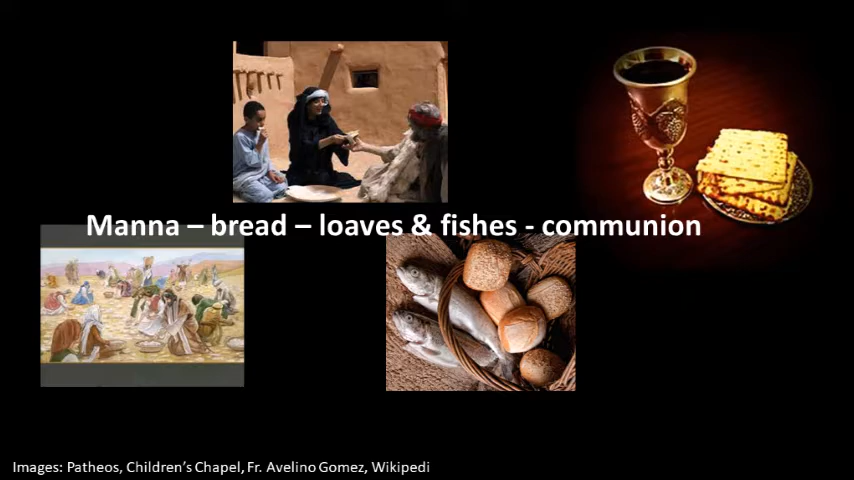 Manna – bread – loaves & fishes - communion
Images: Patheos, Children’s Chapel, Fr. Avelino Gomez, Wikipedi